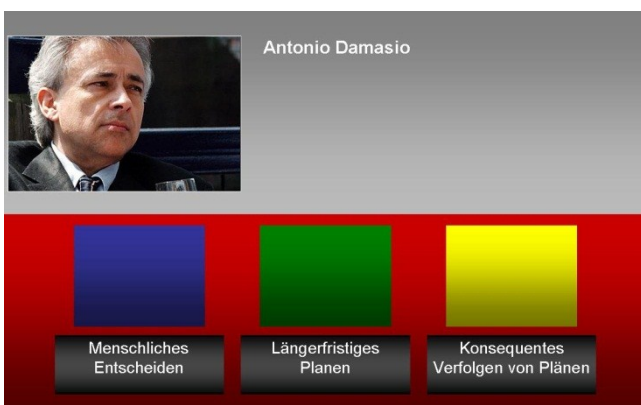 Antonio Damasio
Menschliches
Entscheiden
Längerfristiges
Planen
Konsequentes
Verfolgen von Plänen